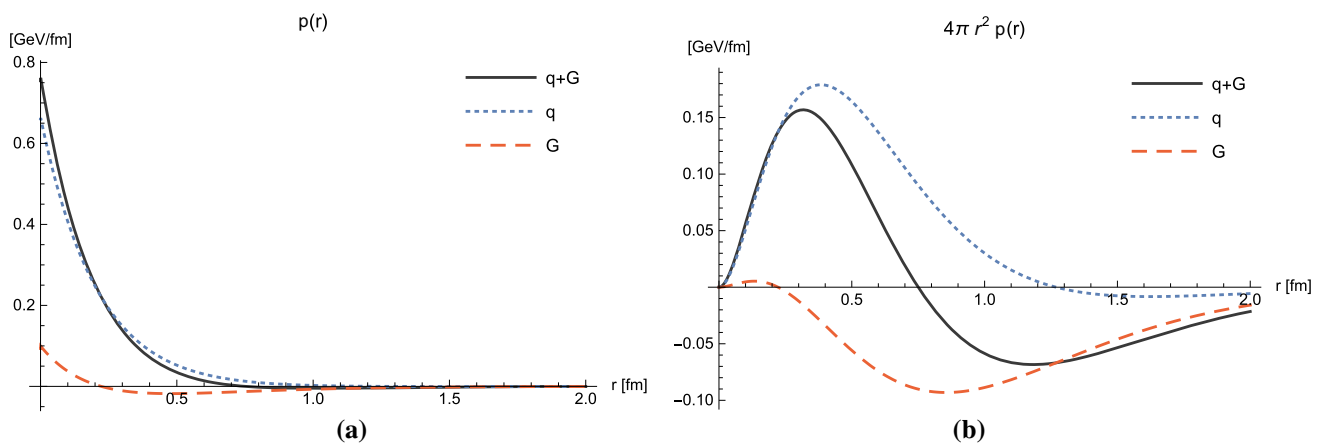 p(r)
[GeV/fm]
0.8
0.6
0.4
0.2
0.5
1.0
1.5
2.0
r [fm]
q+G
q
G
(a)
4π r² p(r)
[GeV/fm]
0.15
0.10
0.05
−0.05
−0.10
0.5
1.0
1.5
2.0
r [fm]
q+G
q
G
(b)